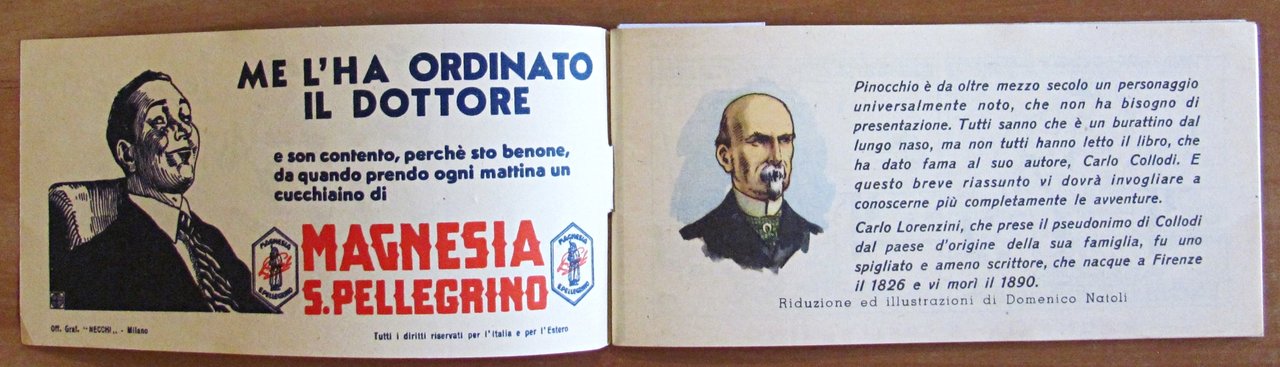 ME L'HA ORDINATO
IL DOTTORE
e son contento, perchè sto benone,
da quando prendo ogni mattina un
cucchiaino di
MAGNESIA
S.PELLEGRINO
MAGNESIA
S.PELLEGRINO
MAGNESIA
S.PELLEGRINO
Off. Graf. "NECCHI„ - Milano
Tutti i diritti riservati per l'Italia e per l'Estero
Pinocchio è da oltre mezzo secolo un personaggio
universalmente noto, che non ha bisogno di
presentazione. Tutti sanno che è un burattino dal
lungo naso, ma non tutti hanno letto il libro, che
ha dato fama al suo autore, Carlo Collodi. E
questo breve riassunto vi dovrà invogliare a
conoscerne più completamente le avventure.
Carlo Lorenzini, che prese il pseudonimo di Collodi
dal paese d'origine della sua famiglia, fu uno
spigliato e ameno scrittore, che nacque a Firenze
il 1826 e vi morì il 1890.
Riduzione ed illustrazioni di Domenico Natoli